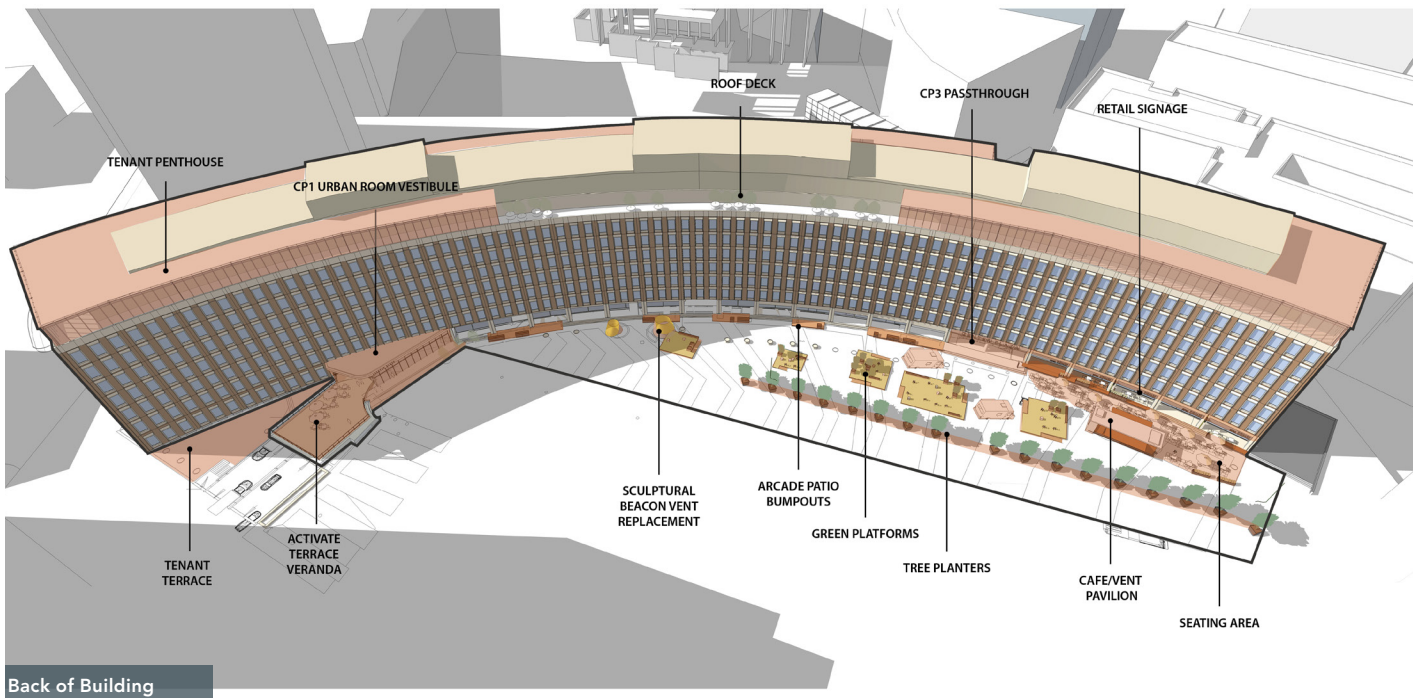 ROOF DECK
CP3 PASSTHROUGH
RETAIL SIGNAGE
TENANT PENTHOUSE
CP1 URBAN ROOM VESTIBULE
SCULPTURAL
BEACON VENT
REPLACEMENT
ARCADE PATIO
BUMPOUTS
GREEN PLATFORMS
TREE PLANTERS
CAFE/VENT
PAVILION
SEATING AREA
ACTIVATE
TERRACE
VERANDA
TENANT
TERRACE
Back of Building